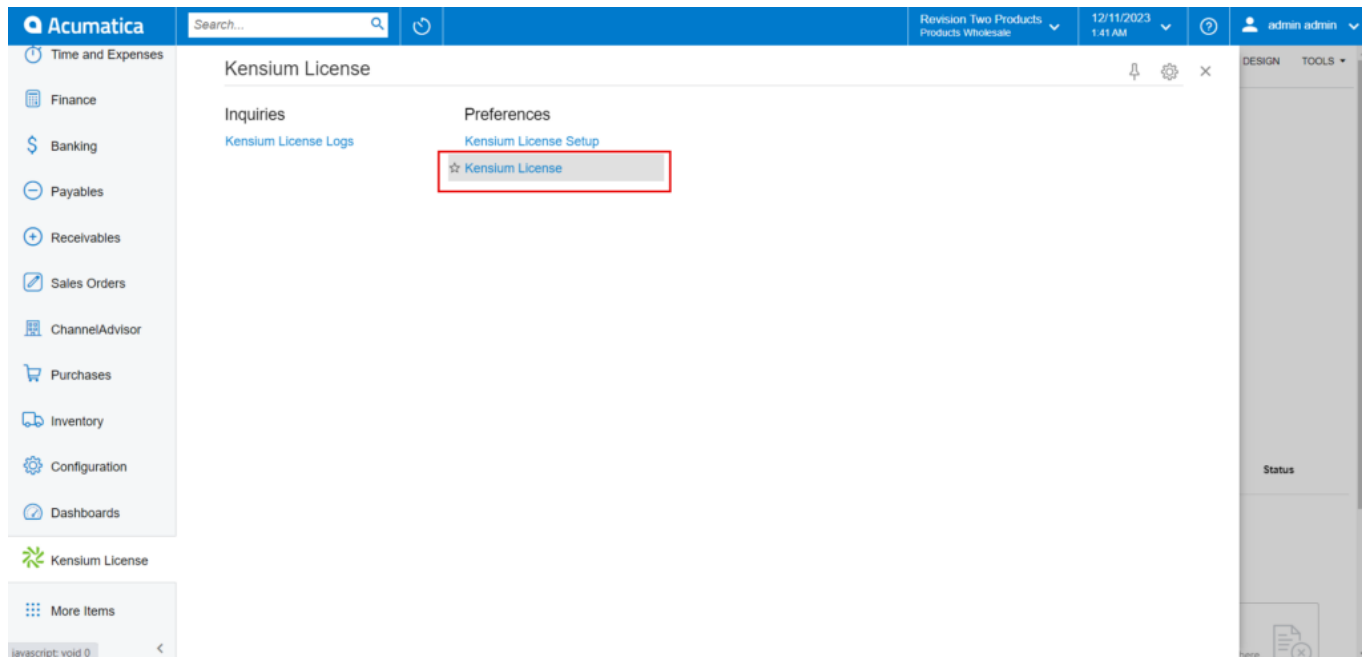 Acumatica
Search...
Revision Two Products
Products Wholesale
12/11/2023
1:41 AM
admin admin
Time and Expenses
Finance
Banking
Payables
Receivables
Sales Orders
ChannelAdvisor
Purchases
Inventory
Configuration
Dashboards
Kensium License
More Items
javascript: void 0
Kensium License
Inquiries
Kensium License Logs
Preferences
Kensium License Setup
Kensium License
DESIGN TOOLS
Status
here